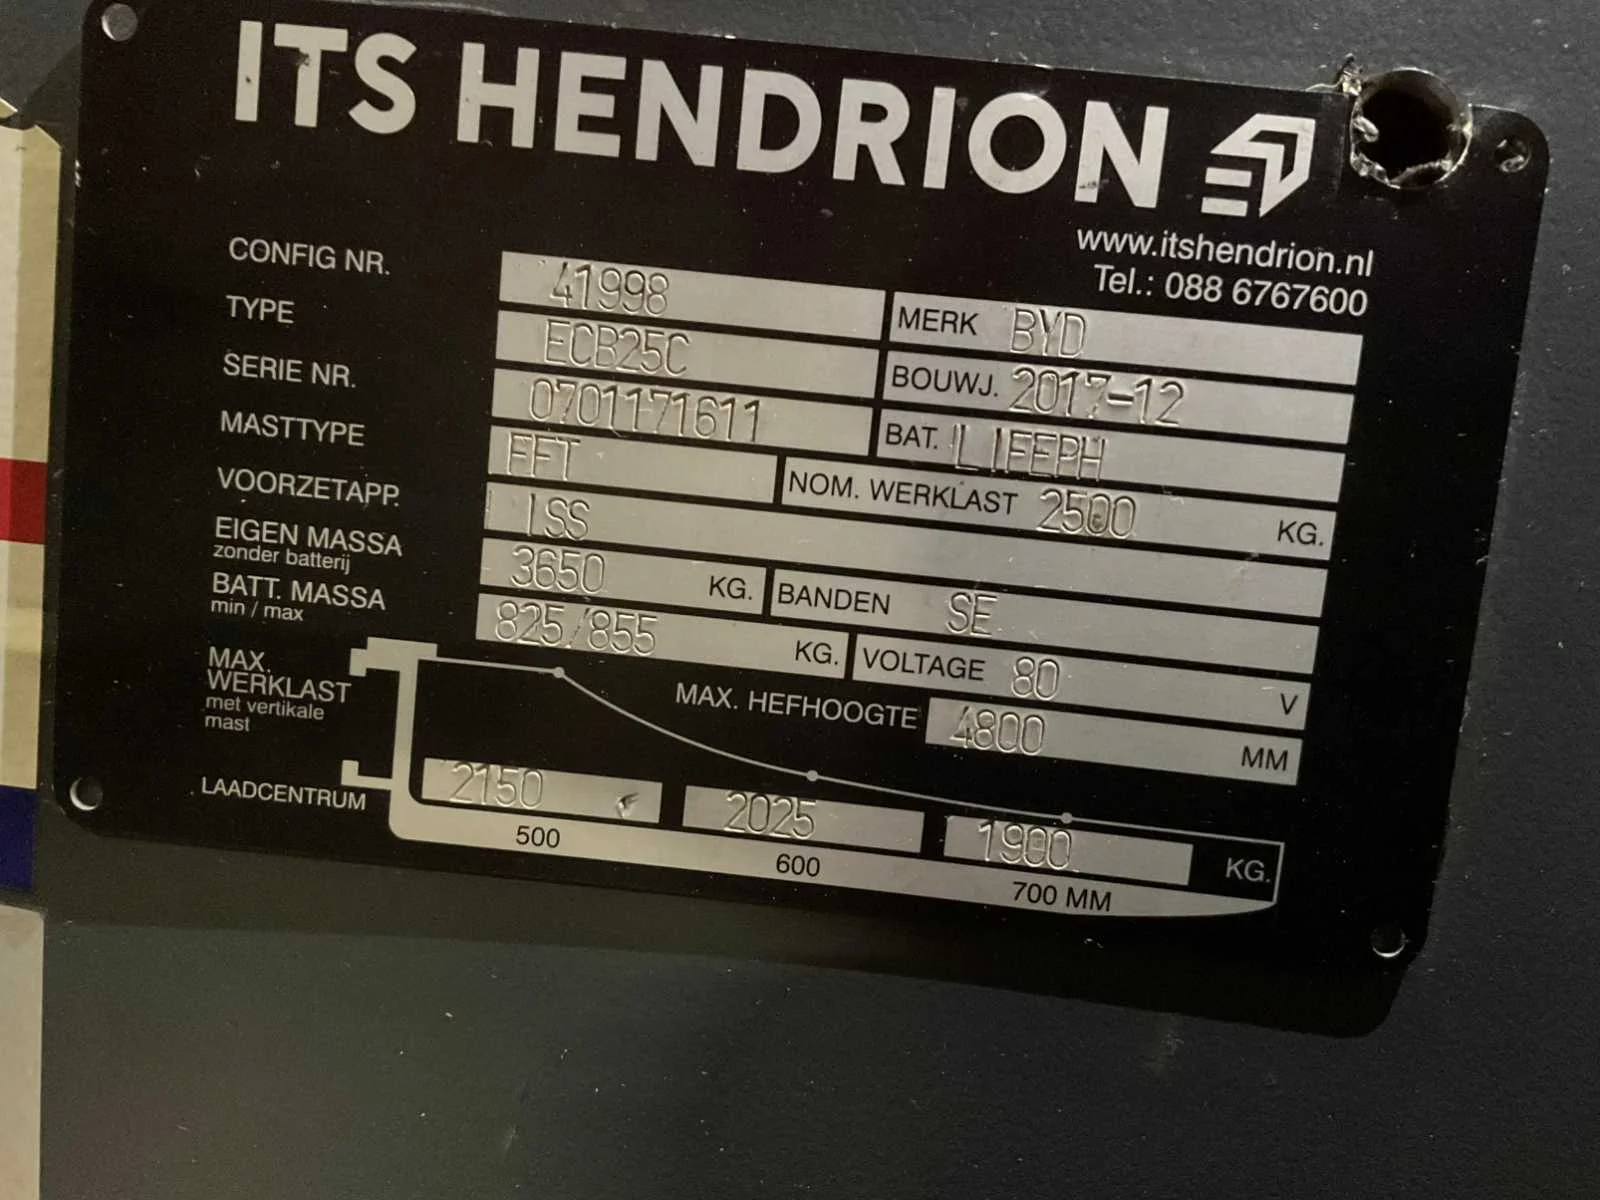 ITS HENDRION
www.itshendrion.nl
Tel.: 088 6767600
CONFIG NR. 41998 MERK BYD
TYPE ECB25C BOUWJ. 2017-12
SERIE NR. 0701171611 BAT. LIFEPH
MASTTYPE FFT NOM. WERKLAST 2500 KG.
VOORZETAPP. ISS
EIGEN MASSA zonder batterij 3650 KG. BANDEN SE
BATT. MASSA min / max 825/855 KG. VOLTAGE 80 V
MAX. HEFHOOGTE 4800 MM
MAX.
WERKLAST
met vertikale
mast
2150 2025 1900 KG.
LAADCENTRUM 500 600 700 MM